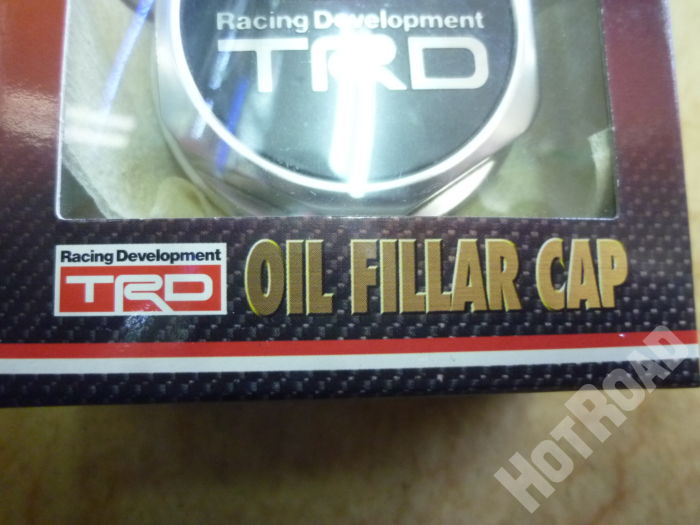 Racing Development
TRD
Racing Development
TRD
OIL FILLAR CAP
HOTROAD